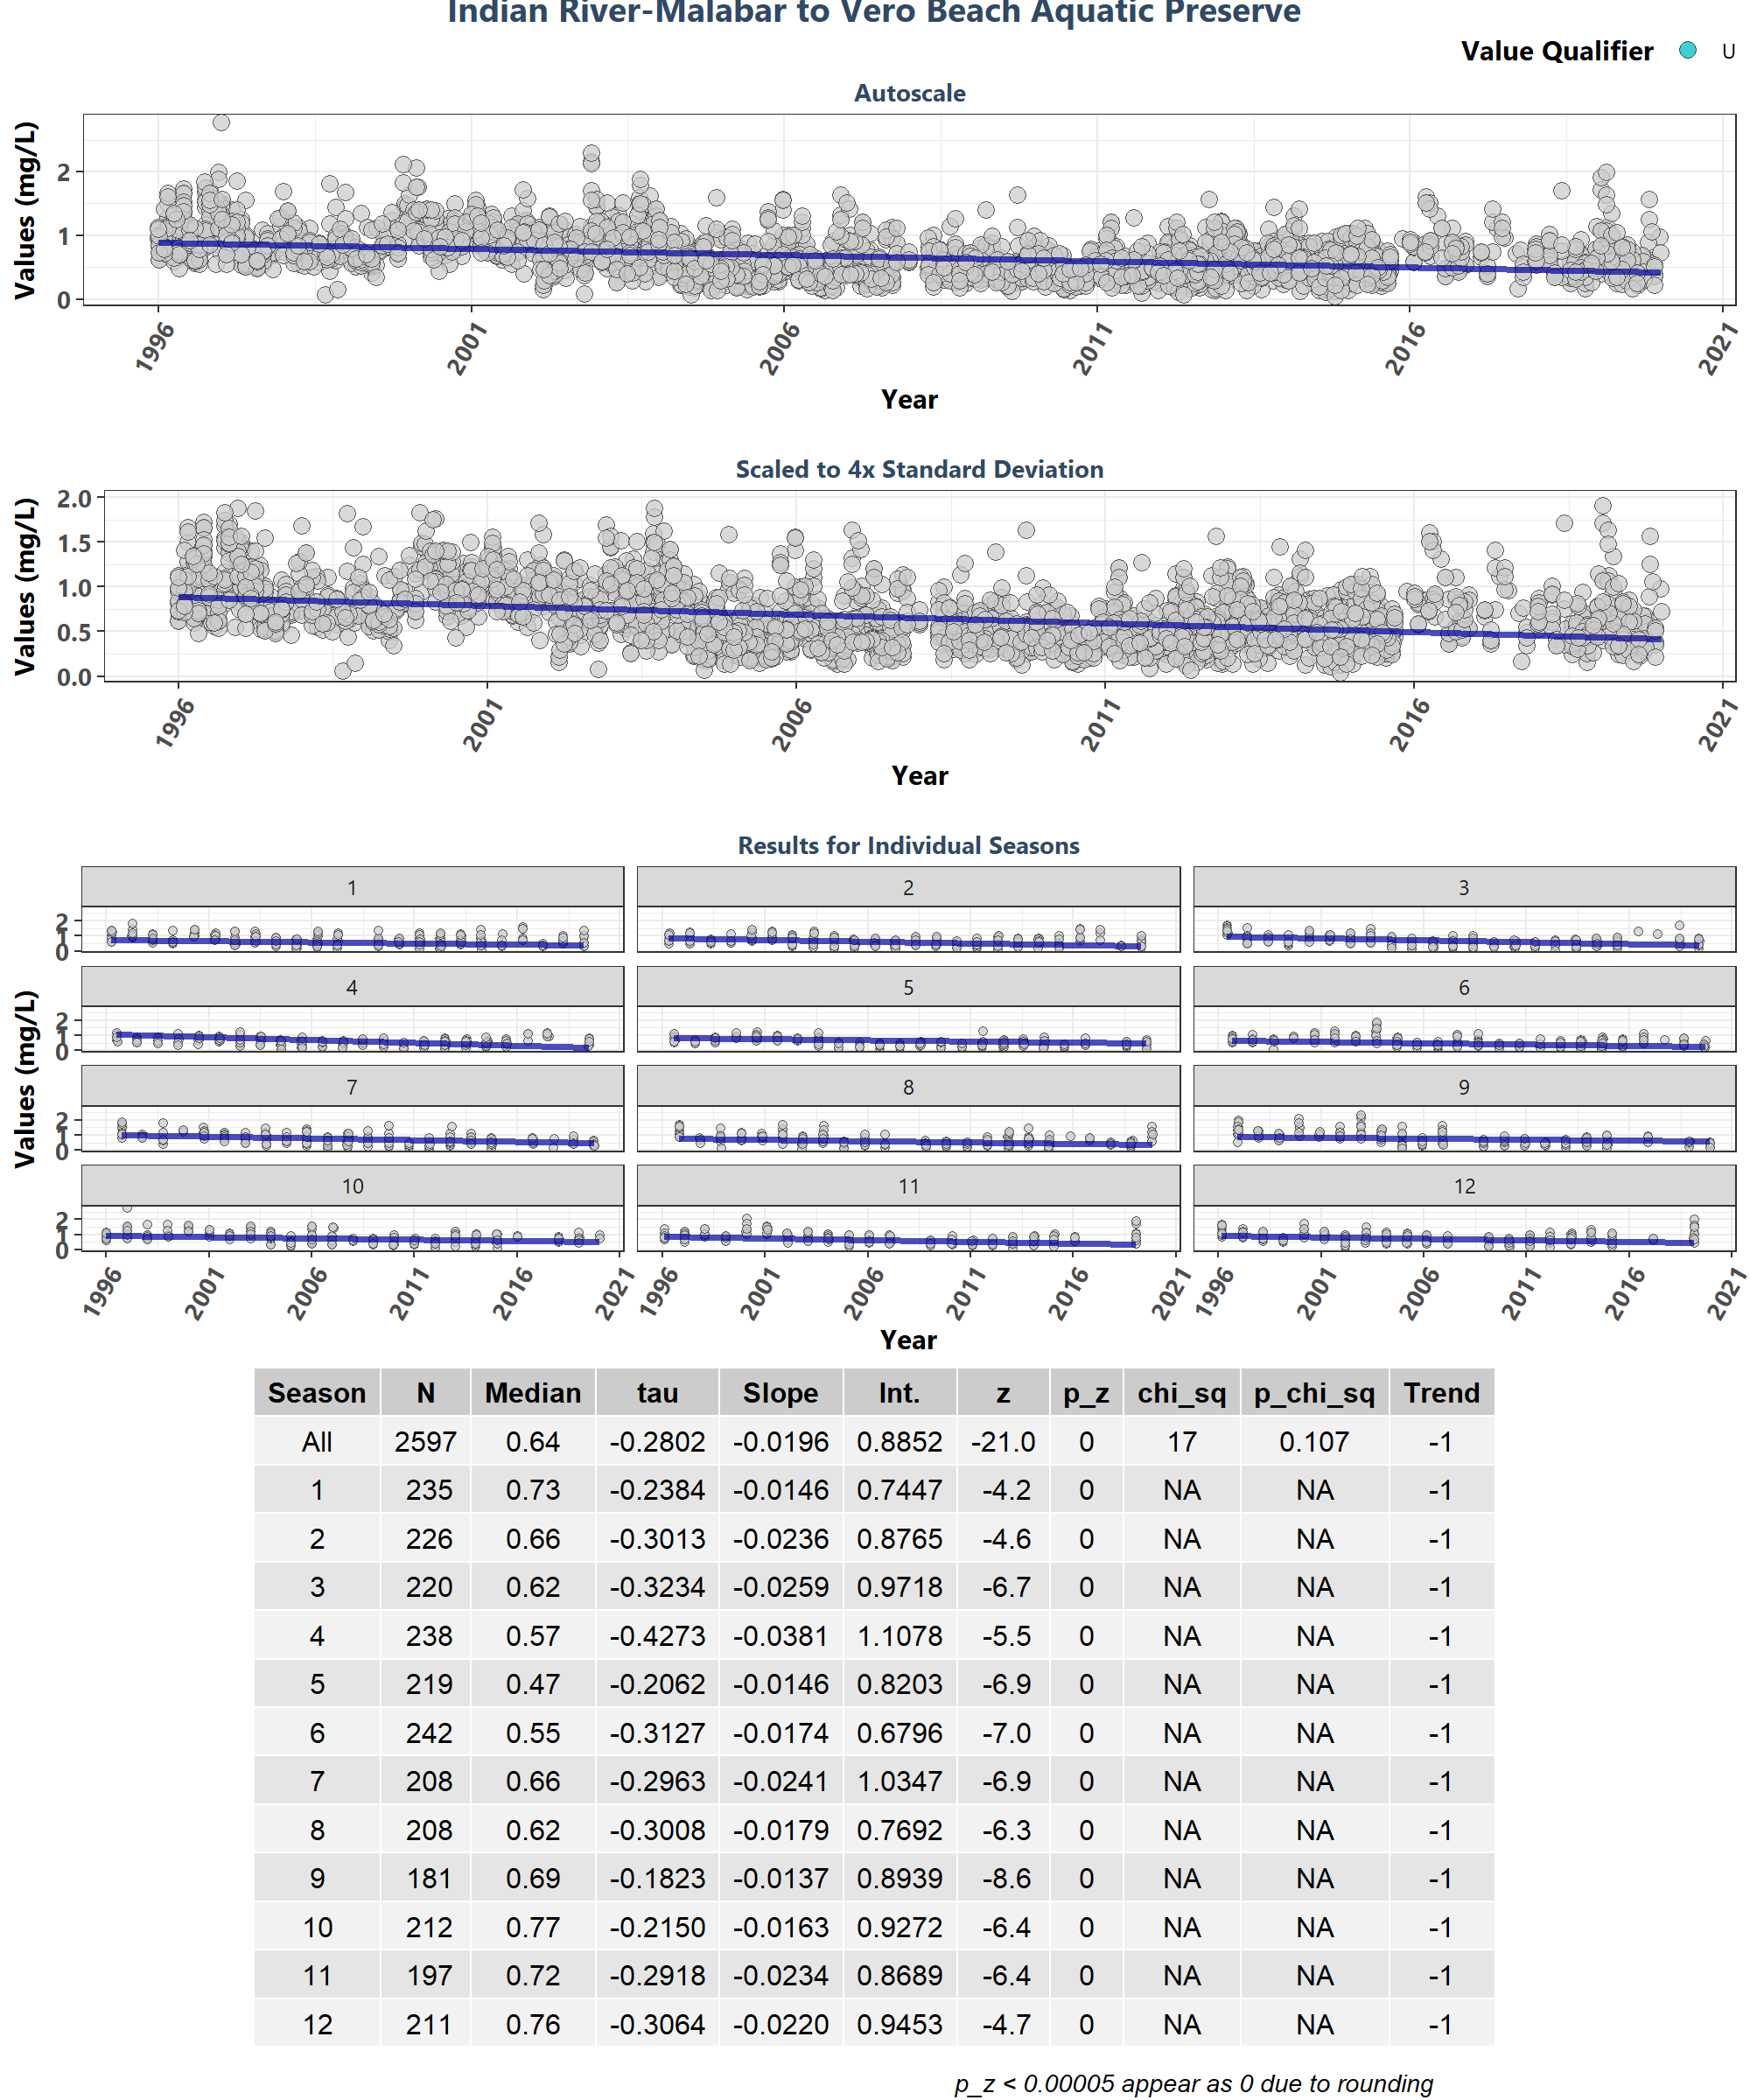 Indian River-Malabar to Vero Beach Aquatic Preserve
Value Qualifier U
Autoscale
Values (mg/L)
2
1
0
1996 2001 2006 2011 2016 2021
Year
Scaled to 4x Standard Deviation
Values (mg/L)
2.0
1.5
1.0
0.5
0.0
1996 2001 2006 2011 2016 2021
Year
Results for Individual Seasons
Values (mg/L)
1 2 3
2
1
0
4 5 6
2
1
0
7 8 9
2
1
0
10 11 12
2
1
0
1996 2001 2006 2011 2016 2021 1996 2001 2006 2011 2016 2021 1996 2001 2006 2011 2016 2021
Year
Season N Median tau Slope Int. z p_z chi_sq p_chi_sq Trend
All 2597 0.64 -0.2802 -0.0196 0.8852 -21.0 0 17 0.107 -1
1 235 0.73 -0.2384 -0.0146 0.7447 -4.2 0 NA NA -1
2 226 0.66 -0.3013 -0.0236 0.8765 -4.6 0 NA NA -1
3 220 0.62 -0.3234 -0.0259 0.9718 -6.7 0 NA NA -1
4 238 0.57 -0.4273 -0.0381 1.1078 -5.5 0 NA NA -1
5 219 0.47 -0.2062 -0.0146 0.8203 -6.9 0 NA NA -1
6 242 0.55 -0.3127 -0.0174 0.6796 -7.0 0 NA NA -1
7 208 0.66 -0.2963 -0.0241 1.0347 -6.9 0 NA NA -1
8 208 0.62 -0.3008 -0.0179 0.7692 -6.3 0 NA NA -1
9 181 0.69 -0.1823 -0.0137 0.8939 -8.6 0 NA NA -1
10 212 0.77 -0.2150 -0.0163 0.9272 -6.4 0 NA NA -1
11 197 0.72 -0.2918 -0.0234 0.8689 -6.4 0 NA NA -1
12 211 0.76 -0.3064 -0.0220 0.9453 -4.7 0 NA NA -1
p_z < 0.00005 appear as 0 due to rounding